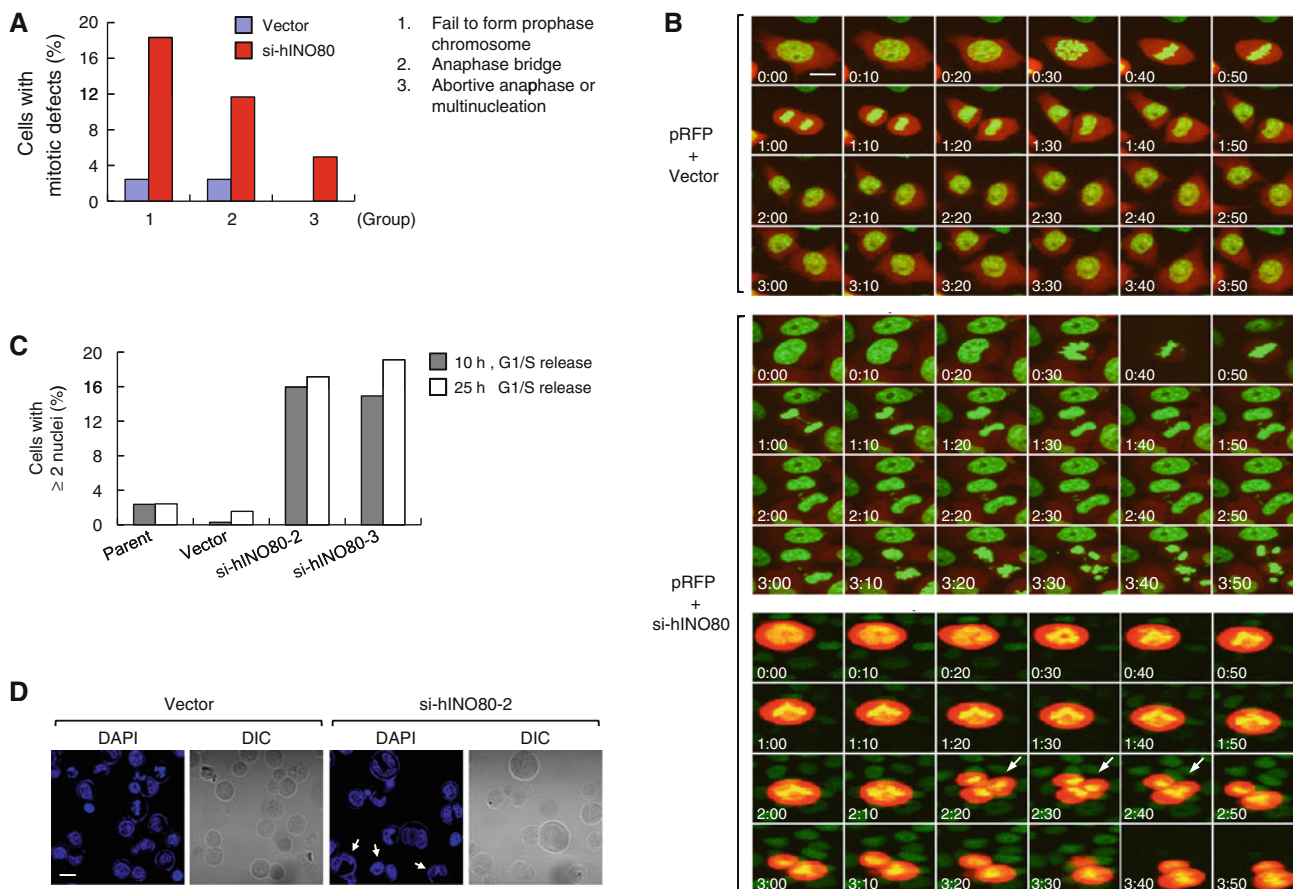 A
Cells with
mitotic defects (%)
20
16
12
8
4
0
Vector
si-hINO80
1
2
3
(Group)
1. Fail to form prophase
chromosome
2. Anaphase bridge
3. Abortive anaphase or
multinucleation
B
pRFP
+
Vector
0:00 0:10 0:20 0:30 0:40 0:50
1:00 1:10 1:20 1:30 1:40 1:50
2:00 2:10 2:20 2:30 2:40 2:50
3:00 3:10 3:20 3:30 3:40 3:50
pRFP
+
si-hINO80
0:00 0:10 0:20 0:30 0:40 0:50
1:00 1:10 1:20 1:30 1:40 1:50
2:00 2:10 2:20 2:30 2:40 2:50
3:00 3:10 3:20 3:30 3:40 3:50
0:00 0:10 0:20 0:30 0:40 0:50
1:00 1:10 1:20 1:30 1:40 1:50
2:00 2:10 2:20 2:30 2:40 2:50
3:00 3:10 3:20 3:30 3:40 3:50
C
Cells with
≥ 2 nuclei (%)
20
16
12
8
4
0
10 h , G1/S release
25 h G1/S release
Parent
Vector
si-hINO80-2
si-hINO80-3
D
Vector
si-hINO80-2
DAPI
DIC
DAPI
DIC